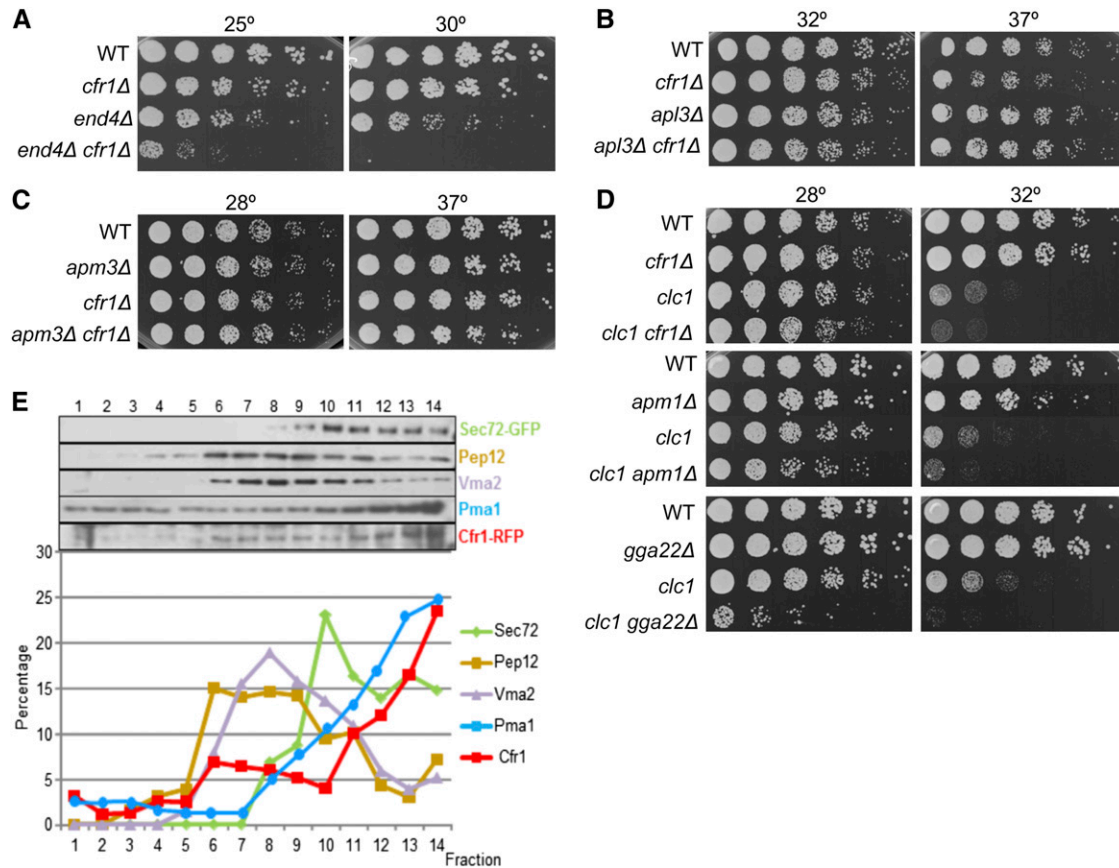 A
25º 30º
WT
cfr1Δ
end4Δ
end4Δ cfr1Δ
B
32º 37º
WT
cfr1Δ
apl3Δ
apl3Δ cfr1Δ
C
28º 37º
WT
apm3Δ
cfr1Δ
apm3Δ cfr1Δ
D
28º 32º
WT
cfr1Δ
clc1
clc1 cfr1Δ
WT
apm1Δ
clc1
clc1 apm1Δ
WT
gga22Δ
clc1
clc1 gga22Δ
E
1 2 3 4 5 6 7 8 9 10 11 12 13 14
Sec72-GFP
Pep12
Vma2
Pma1
Cfr1-RFP
30
25
20
15
10
5
0
Percentage
Sec72
Pep12
Vma2
Pma1
Cfr1
1 2 3 4 5 6 7 8 9 10 11 12 13 14
Fraction